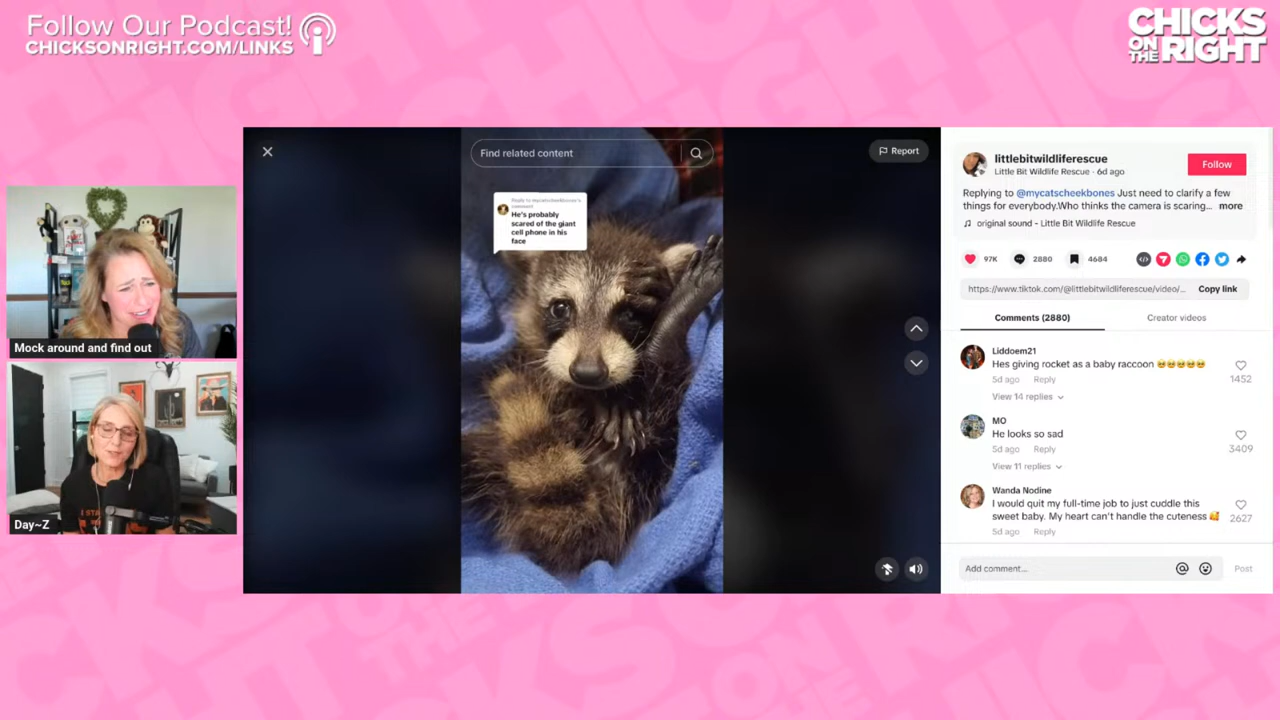 Follow Our Podcast!
CHICKSONRIGHT.COM/LINKS
CHICKS
ON THE
RIGHT
Mock around and find out
Day~Z
Find related content
Report
Reply to mycatscheekbones's
comment
He's probably
scared of the giant
cell phone in his
face
littlebitwildliferescue
Little Bit Wildlife Rescue · 6d ago
Follow
Replying to @mycatscheekbones Just need to clarify a few
things for everybody.Who thinks the camera is scaring... more
original sound - Little Bit Wildlife Rescue
97K
2880
4684
https://www.tiktok.com/@littlebitwildliferescue/video/...
Copy link
Comments (2880)
Creator videos
Liddoem21
Hes giving rocket as a baby raccoon 🥹🥹🥹🥹🥹
5d ago Reply
1452
View 14 replies
MO
He looks so sad
5d ago Reply
3409
View 11 replies
Wanda Nodine
I would quit my full-time job to just cuddle this
sweet baby. My heart can't handle the cuteness 🥰
5d ago Reply
2627
Add comment...
Post